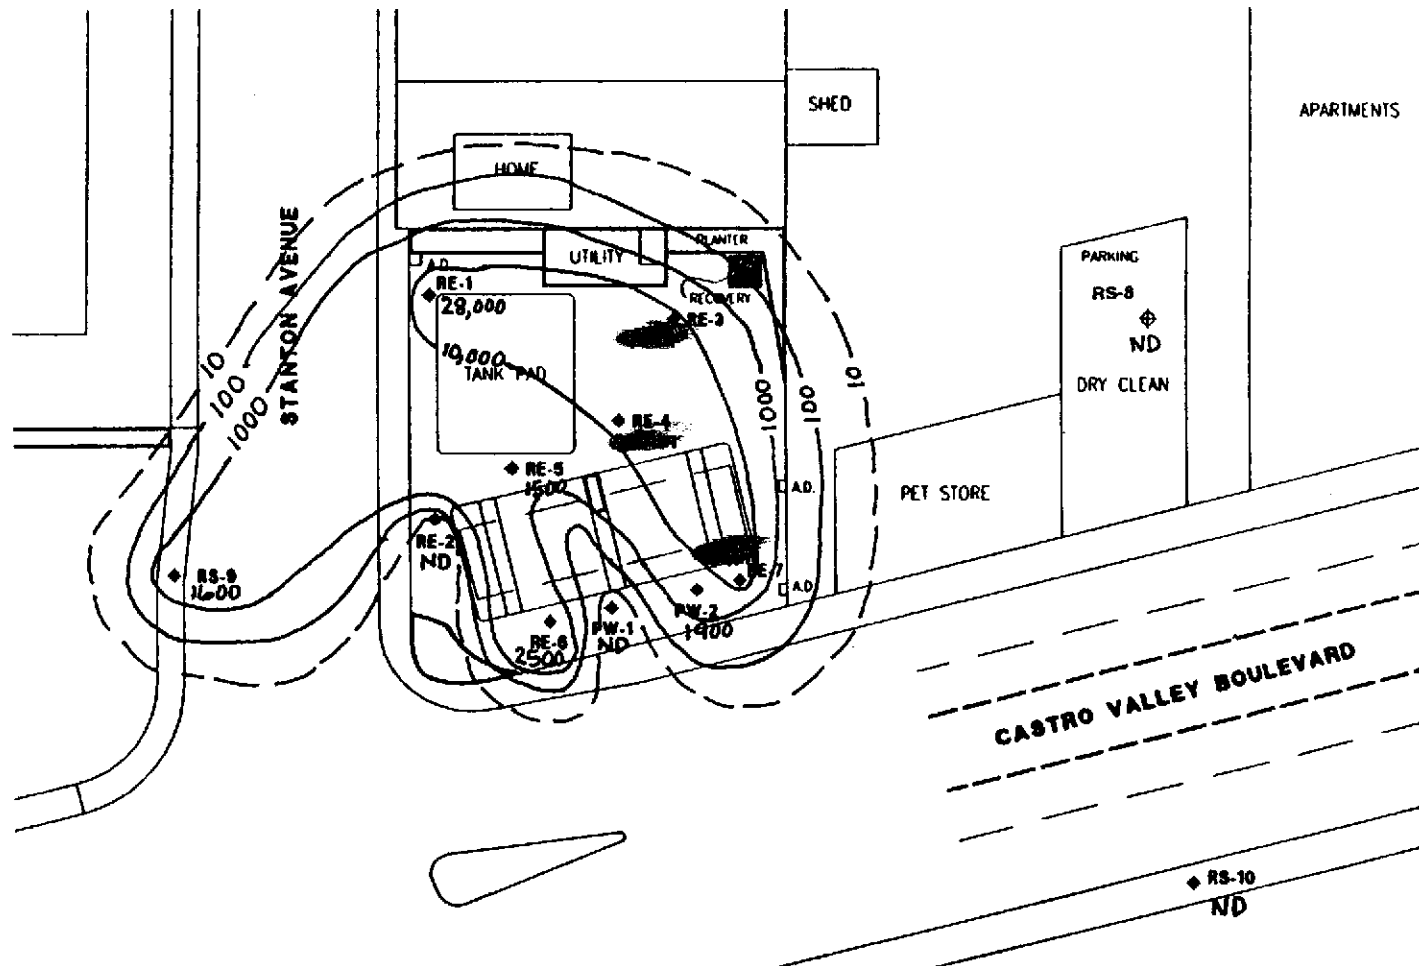 SHED
APARTMENTS
HOME
STANTON AVENUE
PLANTER
UTILITY
A.D.
RE-1
28,000
RECOVERY
RE-3
PARKING
RS-8
ND
DRY CLEAN
10
100
1000
10,000
TANK PAD
1000
100
10
RE-4
RE-5
1500
A.D.
PET STORE
RE-2
ND
RS-9
1600
RE-7
A.D.
PW-2
1900
RE-6
2500
PW-1
ND
CASTRO VALLEY BOULEVARD
RS-10
ND